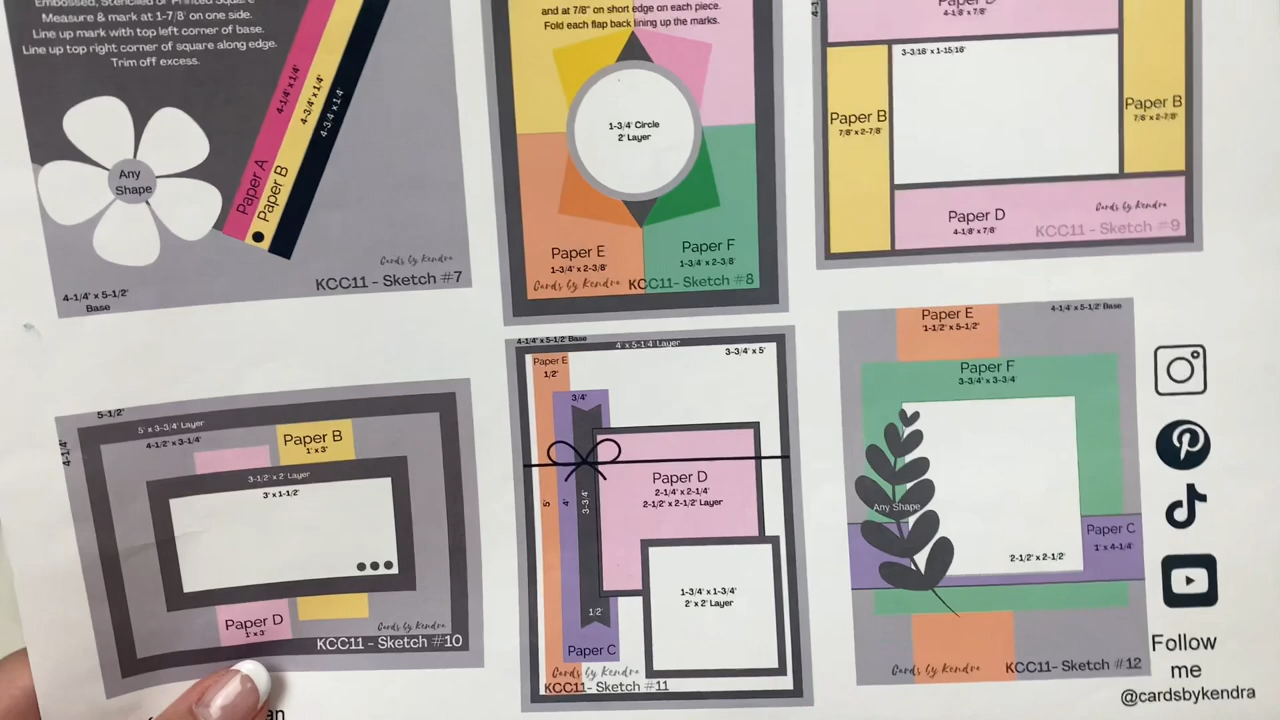 Embossed, Stenciled or Printed Square
Measure & mark at 1-7/8' on one side.
Line up mark with top left corner of base.
Line up top right corner of square along edge.
Trim off excess.
Any
Shape
Paper A
4-1/4' x 1/4'
Paper B
4-3/4' x 1/4'
4-3/4' x 1/4'
4-1/4' x 5-1/2'
Base
Cards by Kendra
KCC11 - Sketch #7
and at 7/8" on short edge on each piece.
Fold each flap back lining up the marks.
1-3/4' Circle
2' Layer
Paper E
1-3/4' x 2-3/8'
Paper F
1-3/4' x 2-3/8'
Cards by Kendra
KCC11- Sketch #8
4-1/8' x 7/8'
3-3/16' x 1-15/16'
Paper B
7/8' x 2-7/8'
Paper B
7/8' x 2-7/8'
Paper D
4-1/8' x 7/8'
Cards by Kendra
KCC11 - Sketch #9
5-1/2'
4-1/4'
5' x 3-3/4' Layer
4-1/2' x 3-1/4'
Paper B
1' x 3'
3-1/2' x 2' Layer
3' x 1-1/2'
Paper D
1' x 3'
Cards by Kendra
KCC11 - Sketch #10
4-1/4' x 5-1/2' Base
4' x 5-1/4' Layer
3-3/4' x 5'
Paper E
1/2'
3/4'
5'
4'
3-3/4'
Paper D
2-1/4' x 2-1/4'
2-1/2' x 2-1/2' Layer
1-3/4' x 1-3/4'
2' x 2' Layer
1/2'
Paper C
Cards by Kendra
KCC11- Sketch #11
Paper E
1-1/2' x 5-1/2'
4-1/4' x 5-1/2' Base
Paper F
3-3/4' x 3-3/4'
Any Shape
Paper C
1' x 4-1/4'
2-1/2' x 2-1/2'
Cards by Kendra
KCC11- Sketch #12
Follow
me
@cardsbykendra